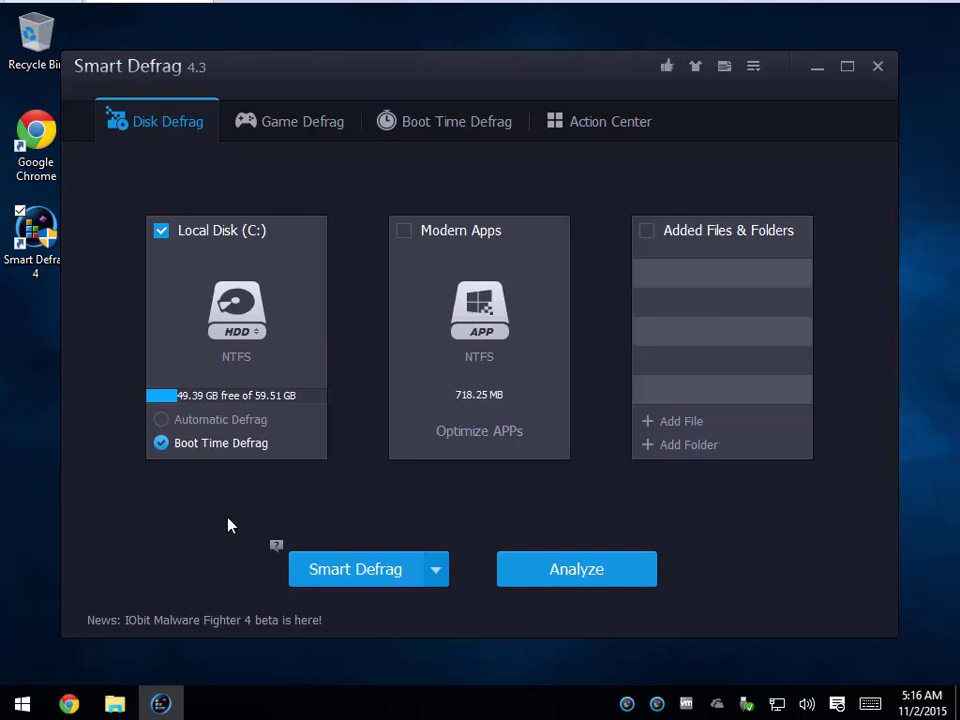 Recycle Bin
Smart Defrag 4.3
Disk Defrag
Game Defrag
Boot Time Defrag
Action Center
Google
Chrome
Smart Defra
4
Local Disk (C:)
HDD
NTFS
49.39 GB free of 59.51 GB
Automatic Defrag
Boot Time Defrag
Modern Apps
APP
NTFS
718.25 MB
Optimize APPs
Added Files & Folders
+ Add File
+ Add Folder
?
Smart Defrag
Analyze
News: IObit Malware Fighter 4 beta is here!
vm
5:16 AM
11/2/2015